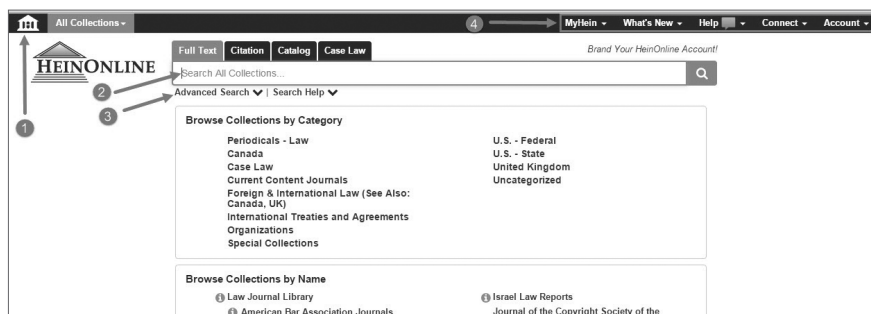 All Collections
4
MyHein
What's New
Help
Connect
Account
HEINONLINE
Full Text
Citation
Catalog
Case Law
Brand Your HeinOnline Account!
Search All Collections...
2
Advanced Search | Search Help
3
1
Browse Collections by Category
Periodicals - Law
Canada
Case Law
Current Content Journals
Foreign & International Law (See Also:
Canada, UK)
International Treaties and Agreements
Organizations
Special Collections
U.S. - Federal
U.S. - State
United Kingdom
Uncategorized
Browse Collections by Name
Law Journal Library
American Bar Association Journals
Israel Law Reports
Journal of the Copyright Society of the